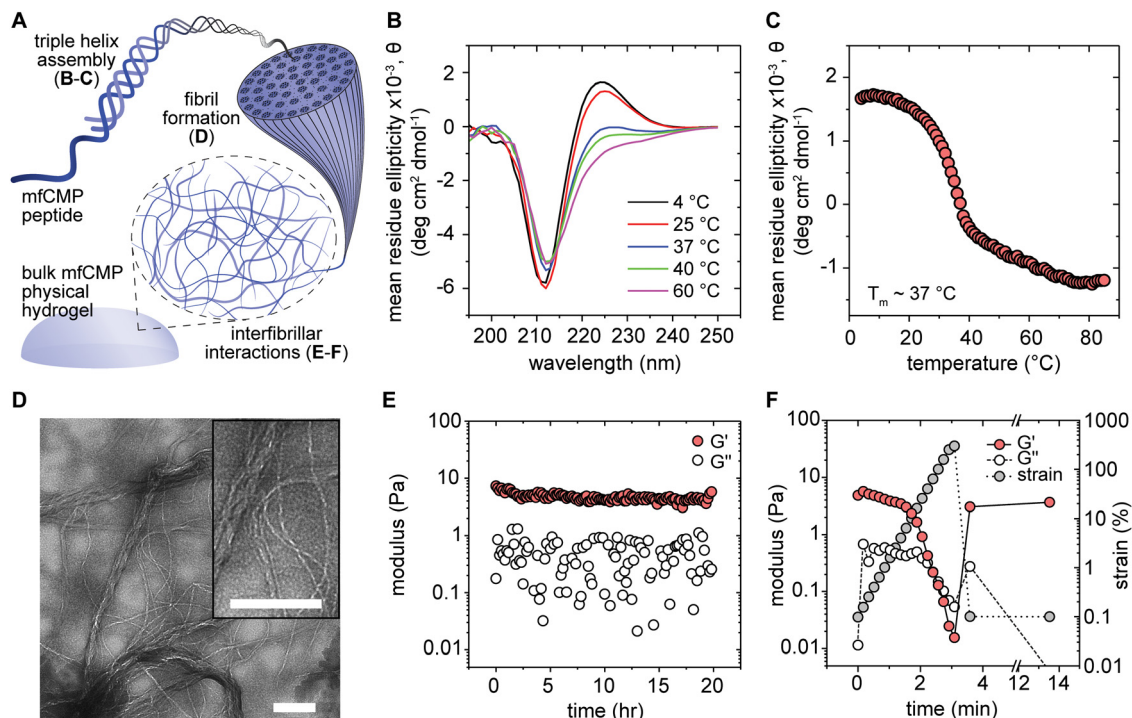 A
triple helix
assembly
(B-C)
fibril
formation
(D)
mfCMP
peptide
bulk mfCMP
physical
hydrogel
interfibrillar
interactions (E-F)
B
mean residue ellipticity x10⁻³, θ
(deg cm² dmol⁻¹)
2
0
-2
-4
-6
4 °C
25 °C
37 °C
40 °C
60 °C
200 210 220 230 240 250
wavelength (nm)
C
mean residue ellipticity x10⁻³, θ
(deg cm² dmol⁻¹)
2
1
0
-1
Tₘ ~ 37 °C
0 20 40 60 80
temperature (°C)
D
E
modulus (Pa)
100
10
1
0.1
0.01
G'
G"
0 5 10 15 20
time (hr)
F
modulus (Pa)
100
10
1
0.1
0.01
G'
G"
strain
1000
100
10
1
0.1
0.01
strain (%)
0 2 4 12 14
time (min)